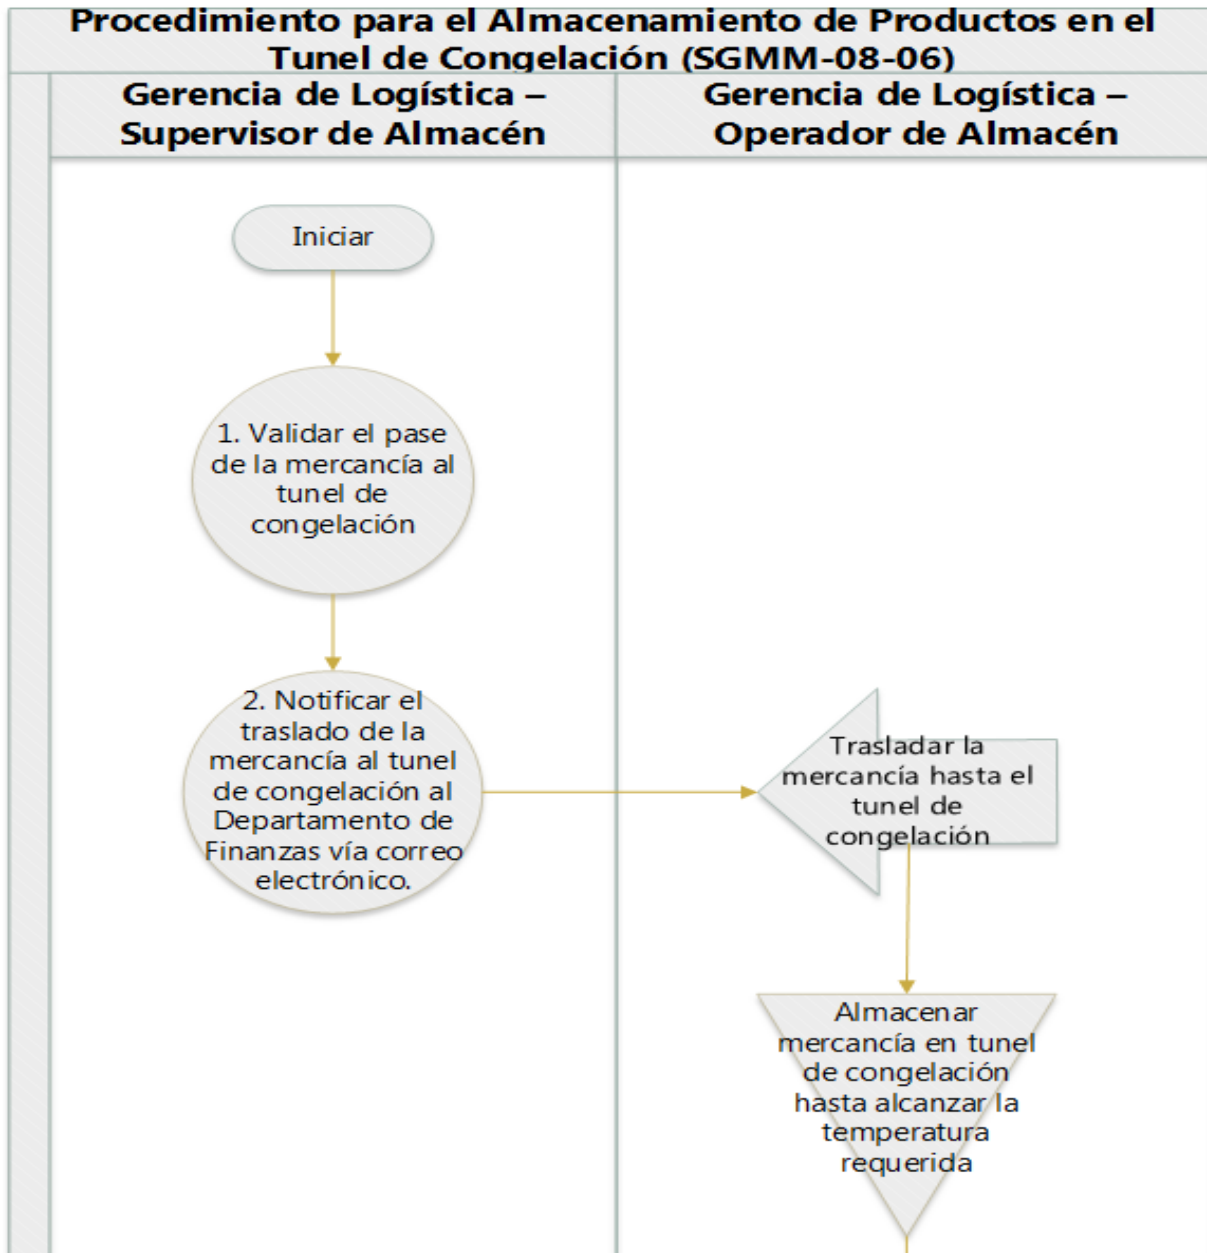 Procedimiento para el Almacenamiento de Productos en el
Tunel de Congelación (SGMM-08-06)
Gerencia de Logística –
Supervisor de Almacén
Gerencia de Logística –
Operador de Almacén
Iniciar
1. Validar el pase
de la mercancía al
tunel de
congelación
2. Notificar el
traslado de la
mercancía al tunel
de congelación al
Departamento de
Finanzas vía correo
electrónico.
Trasladar la
mercancía hasta el
tunel de
congelación
Almacenar
mercancía en tunel
de congelación
hasta alcanzar la
temperatura
requerida